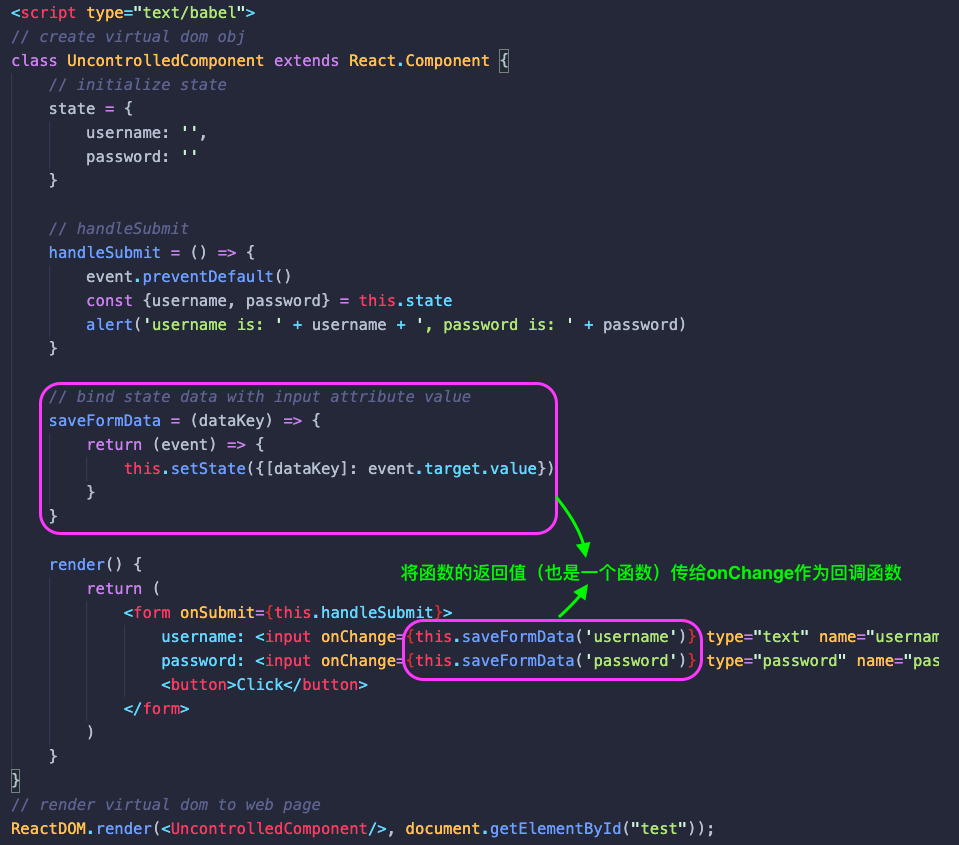 <script type="text/babel">
// create virtual dom obj
class UncontrolledComponent extends React.Component {
    // initialize state
    state = {
        username: '',
        password: ''
    }

    // handleSubmit
    handleSubmit = () => {
        event.preventDefault()
        const {username, password} = this.state
        alert('username is: ' + username + ', password is: ' + password)
    }

    // bind state data with input attribute value
    saveFormData = (dataKey) => {
        return (event) => {
            this.setState({[dataKey]: event.target.value})
        }
    }

    render() {
将函数的返回值（也是一个函数）传给onChange作为回调函数
        return (
            <form onSubmit={this.handleSubmit}>
                username: <input onChange={this.saveFormData('username')} type="text" name="usernam
                password: <input onChange={this.saveFormData('password')} type="password" name="pas
                <button>Click</button>
            </form>
        )
    }
}
// render virtual dom to web page
ReactDOM.render(<UncontrolledComponent/>, document.getElementById("test"));